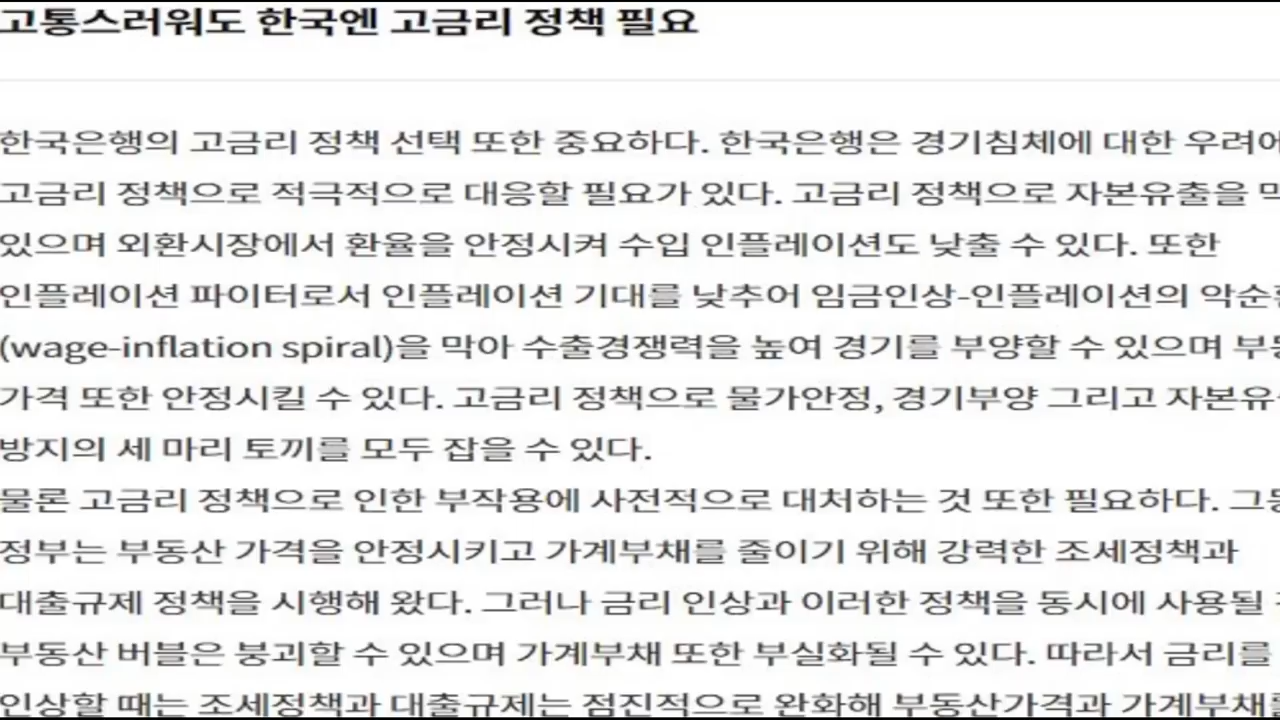 고통스러워도 한국엔 고금리 정책 필요
한국은행의 고금리 정책 선택 또한 중요하다. 한국은행은 경기침체에 대한
고금리 정책으로 적극적으로 대응할 필요가 있다. 고금리 정책으로 자본유출을
있으며 외환시장에서 환율을 안정시켜 수입 인플레이션도 낮출 수 있다. 또한
인플레이션 파이터로서 인플레이션 기대를 낮추어 임금인상-인플레이션의
(wage-inflation spiral)을 막아 수출경쟁력을 높여 경기를 부양할 수 있으며
가격 또한 안정시킬 수 있다. 고금리 정책으로 물가안정, 경기부양 그리고
방지의 세 마리 토끼를 모두 잡을 수 있다.
물론 고금리 정책으로 인한 부작용에 사전적으로 대처하는 것 또한 필요하다.
정부는 부동산 가격을 안정시키고 가계부채를 줄이기 위해 강력한 조세정책과
대출규제 정책을 시행해 왔다. 그러나 금리 인상과 이러한 정책을 동시에 사용될
부동산 버블은 붕괴할 수 있으며 가계부채 또한 부실화될 수 있다. 따라서 금리를
인상할 때는 조세정책과 대출규제는 점진적으로 완화해 부동산가격과 가계부채를